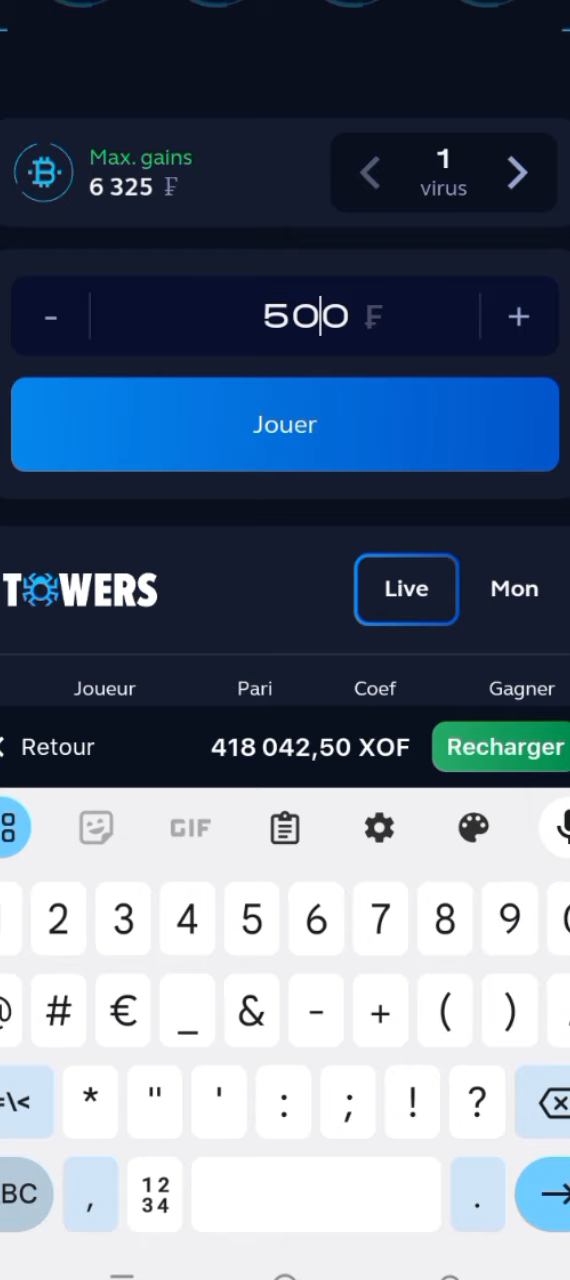 Max. gains
6 325 ₣
1
virus
- 500 ₣ +
Jouer
TOWERS
Live
Mon
Joueur Pari Coef Gagner
Retour
418 042,50 XOF
Recharger
GIF
2 3 4 5 6 7 8 9
@ # € _ & - + ( )
=\< * " ' : ; ! ?
BC , 12 34 .